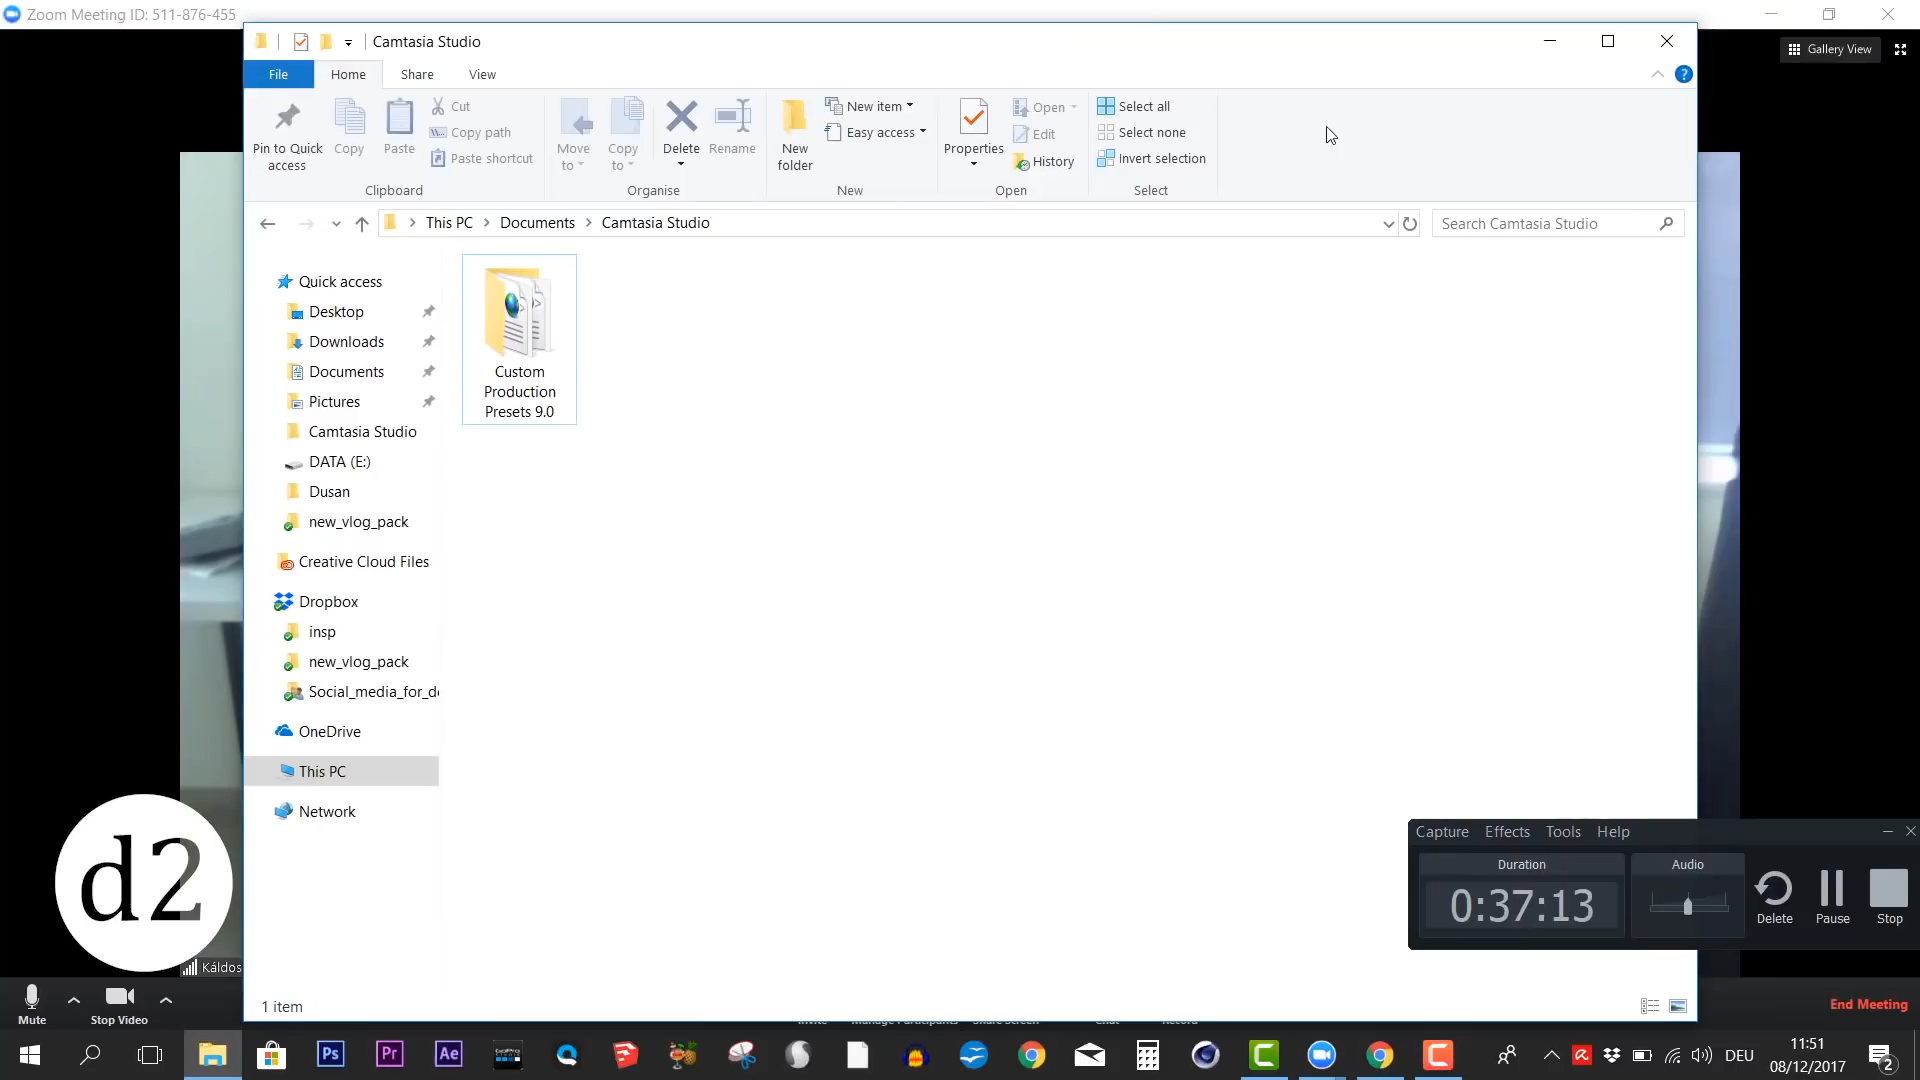 Zoom Meeting ID: 511-876-455
Gallery View
Camtasia Studio
File
Home
Share
View
Pin to Quick
access
Copy
Paste
Cut
Copy path
Paste shortcut
Clipboard
Move
to
Copy
to
Delete
Rename
Organise
New
folder
New item
Easy access
New
Properties
Open
Edit
History
Open
Select all
Select none
Invert selection
Select
This PC
Documents
Camtasia Studio
Search Camtasia Studio
Quick access
Desktop
Downloads
Documents
Pictures
Camtasia Studio
DATA (E:)
Dusan
new_vlog_pack
Creative Cloud Files
Dropbox
insp
new_vlog_pack
Social_media_for_de
OneDrive
This PC
Network
Custom
Production
Presets 9.0
d2
Káldos
Capture
Effects
Tools
Help
Duration
0:37:13
Audio
Delete
Pause
Stop
1 item
Mute
Stop Video
End Meeting
Ps
Pr
Ae
DEU
11:51
08/12/2017
2